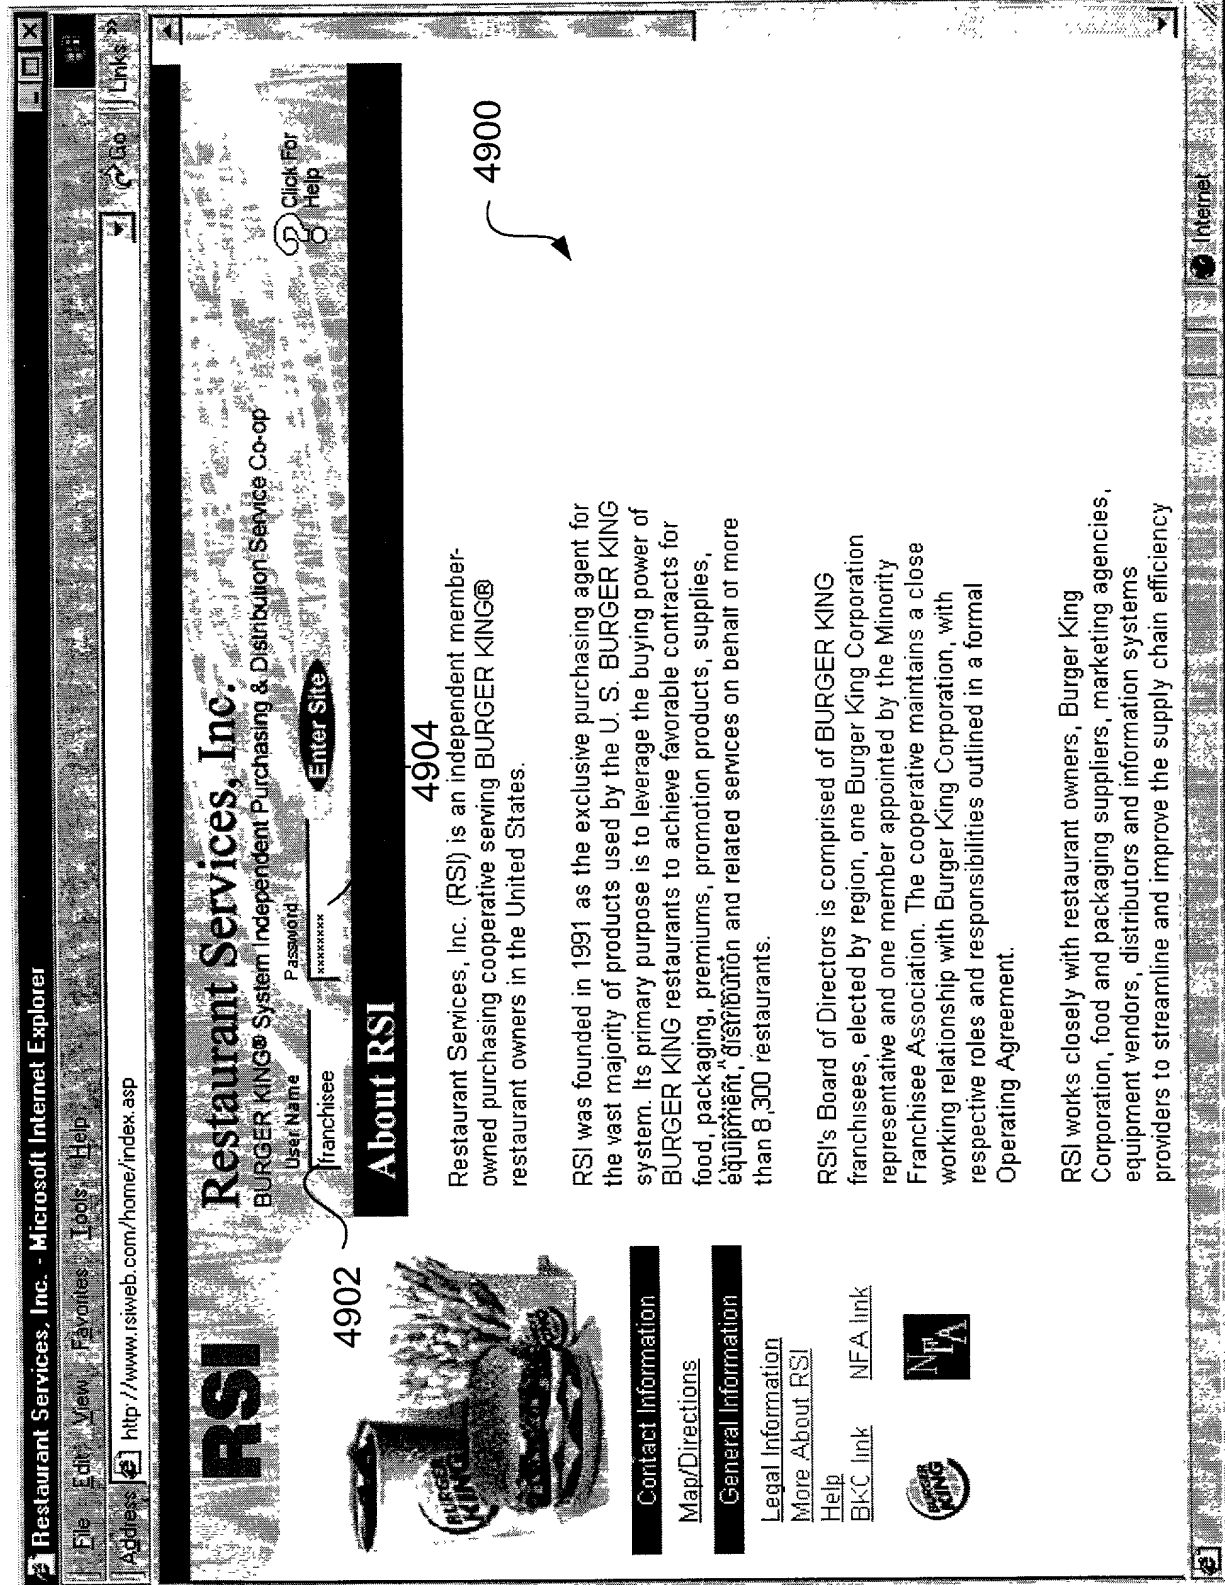 Restaurant Services, Inc. - Microsoft Internet Explorer
File Edit View Favorites Tools Help
Address http://www.rsiweb.com/home/index.asp Go Links »
RSI
Restaurant Services, Inc.
BURGER KING® System Independent Purchasing & Distribution Service Co-op
User Name Password
franchisee xxxxxxxx Enter Site
Click For
Help
4902
4904
4900
About RSI
BURGER
KING
Contact Information
Map/Directions
General Information
Legal Information
More About RSI
Help
BKC link NFA link
BURGER
KING
NFA
Restaurant Services, Inc. (RSI) is an independent member-
owned purchasing cooperative serving BURGER KING®
restaurant owners in the United States.
RSI was founded in 1991 as the exclusive purchasing agent for
the vast majority of products used by the U. S. BURGER KING
system. Its primary purpose is to leverage the buying power of
BURGER KING restaurants to achieve favorable contracts for
food, packaging, premiums, promotion products, supplies,
equipment, distribution and related services on behalf of more
than 8,300 restaurants.
RSI's Board of Directors is comprised of BURGER KING
franchisees, elected by region, one Burger King Corporation
representative and one member appointed by the Minority
Franchisee Association. The cooperative maintains a close
working relationship with Burger King Corporation, with
respective roles and responsibilities outlined in a formal
Operating Agreement.
RSI works closely with restaurant owners, Burger King
Corporation, food and packaging suppliers, marketing agencies,
equipment vendors, distributors and information systems
providers to streamline and improve the supply chain efficiency
Internet